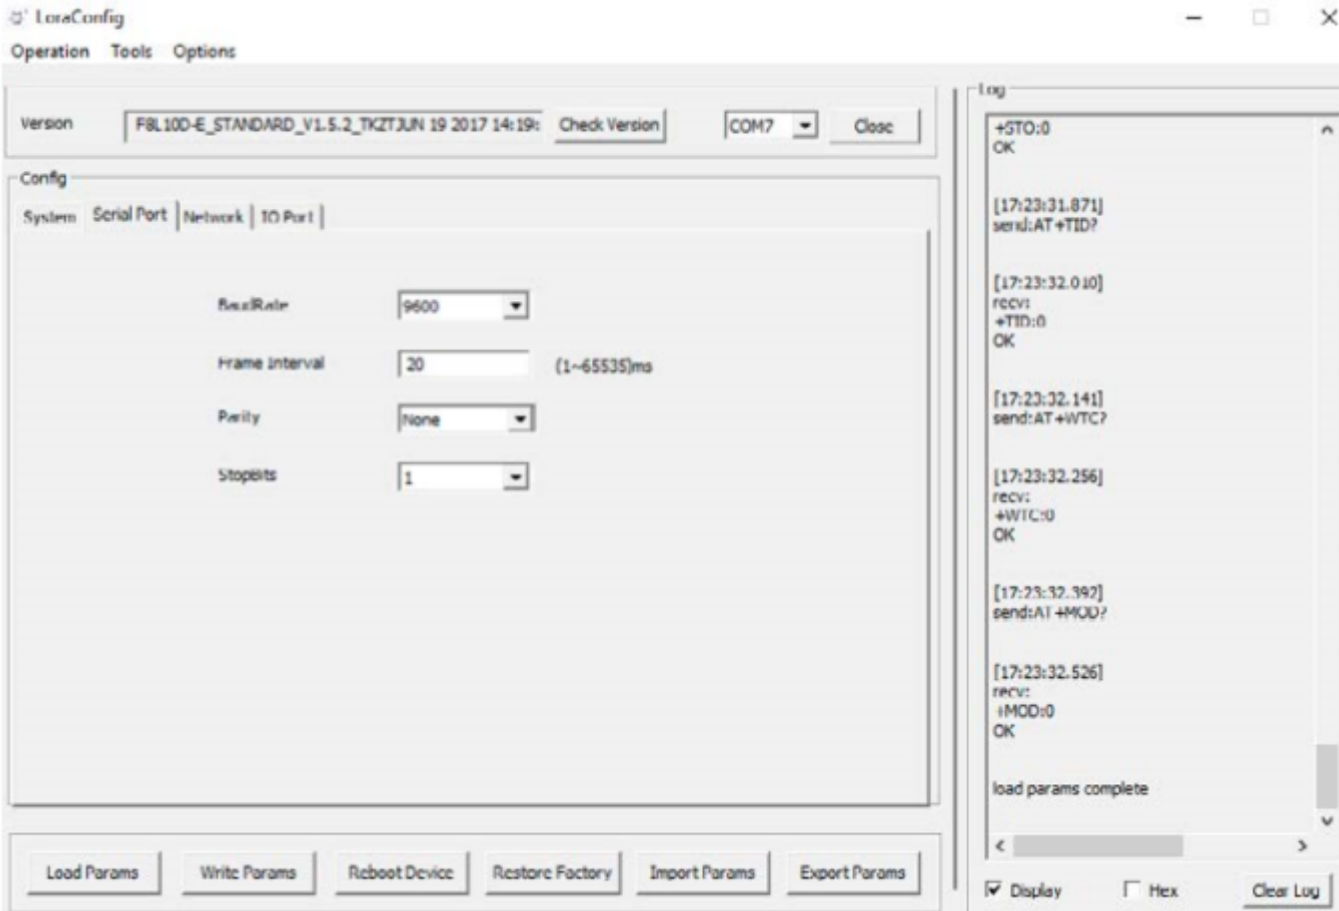 LoraConfig
Operation Tools Options
Version F8L10D-E_STANDARD_V1.5.2_TKZTJUN 19 2017 14:19: Check Version COM7 Close
Config
System Serial Port Network IO Port
BaudRate 9600
Frame Interval 20 (1~65535)ms
Parity None
StopBits 1
Load Params Write Params Reboot Device Restore Factory Import Params Export Params
Log
+STO:0
OK
[17:23:31.871]
send:AT+TID?
[17:23:32.010]
recv:
+TID:0
OK
[17:23:32.141]
send:AT+WTC?
[17:23:32.256]
recv:
+WTC:0
OK
[17:23:32.392]
send:AT+MOD?
[17:23:32.526]
recv:
+MOD:0
OK
load params complete
Display Hex Clear Log